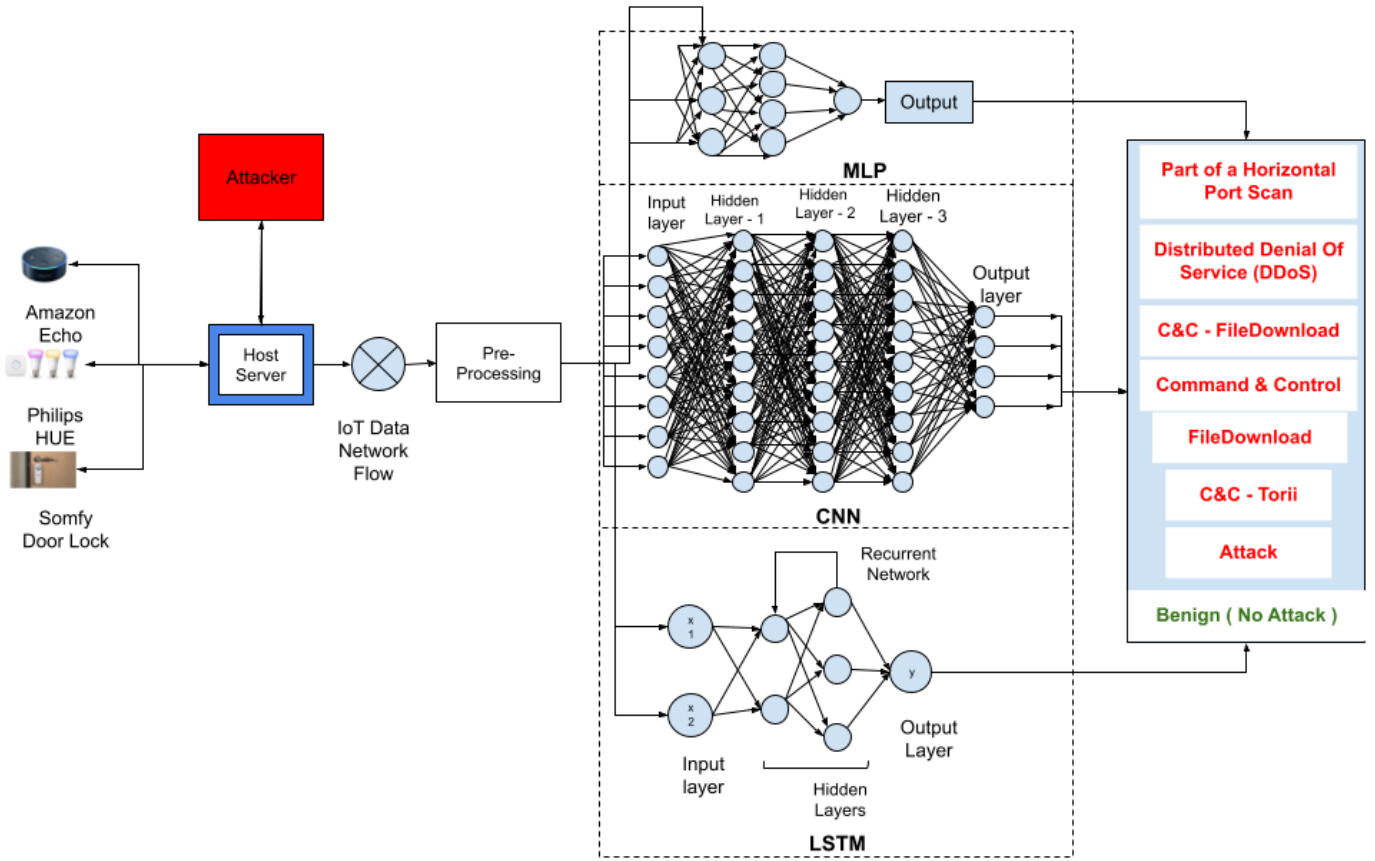 Attacker
Amazon
Echo
Philips
HUE
Somfy
Door Lock
Host
Server
IoT Data
Network
Flow
Pre-
Processing
Output
MLP
Input
layer
Hidden
Layer - 1
Hidden
Layer - 2
Hidden
Layer - 3
Output
layer
CNN
Recurrent
Network
x
1
x
2
y
Input
layer
Hidden
Layers
Output
Layer
LSTM
Part of a Horizontal
Port Scan
Distributed Denial Of
Service (DDoS)
C&C - FileDownload
Command & Control
FileDownload
C&C - Torii
Attack
Benign ( No Attack )